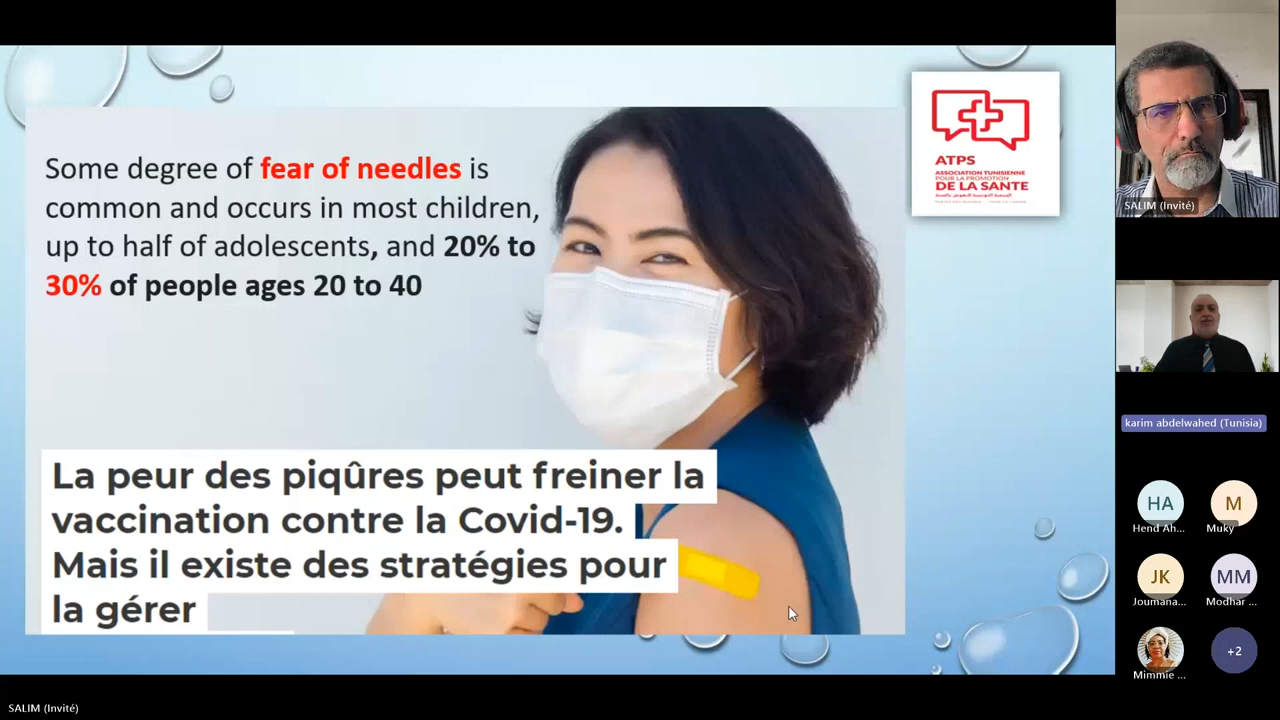 Some degree of fear of needles is
common and occurs in most children,
up to half of adolescents, and 20% to
30% of people ages 20 to 40
La peur des piqûres peut freiner la
vaccination contre la Covid-19.
Mais il existe des stratégies pour
la gérer
ATPS
ASSOCIATION TUNISIENNE
POUR LA PROMOTION
DE LA SANTE
SALIM (Invité)
karim abdelwahed (Tunisia)
HA
Hend Ah...
M
Muky
JK
Joumana...
MM
Modhar ...
Mimmie ...
+2
SALIM (Invité)